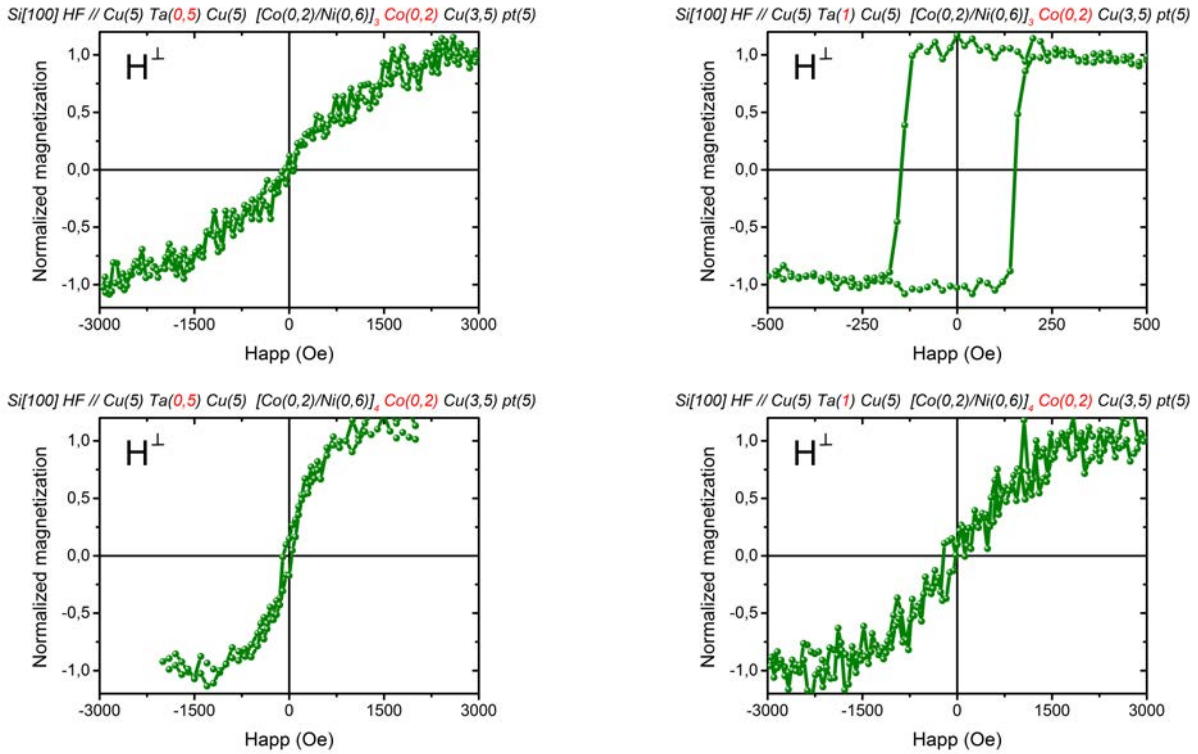 Si[100] HF // Cu(5) Ta(0,5) Cu(5) [Co(0,2)/Ni(0,6)]3 Co(0,2) Cu(3,5) pt(5)
H⊥
Normalized magnetization
1,0
0,5
0,0
-0,5
-1,0
-3000 -1500 0 1500 3000
Happ (Oe)
Si[100] HF // Cu(5) Ta(1) Cu(5) [Co(0,2)/Ni(0,6)]3 Co(0,2) Cu(3,5) pt(5)
H⊥
Normalized magnetization
1,0
0,5
0,0
-0,5
-1,0
-500 -250 0 250 500
Happ (Oe)
Si[100] HF // Cu(5) Ta(0,5) Cu(5) [Co(0,2)/Ni(0,6)]4 Co(0,2) Cu(3,5) pt(5)
H⊥
Normalized magnetization
1,0
0,5
0,0
-0,5
-1,0
-3000 -1500 0 1500 3000
Happ (Oe)
Si[100] HF // Cu(5) Ta(1) Cu(5) [Co(0,2)/Ni(0,6)]4 Co(0,2) Cu(3,5) pt(5)
H⊥
Normalized magnetization
1,0
0,5
0,0
-0,5
-1,0
-3000 -1500 0 1500 3000
Happ (Oe)